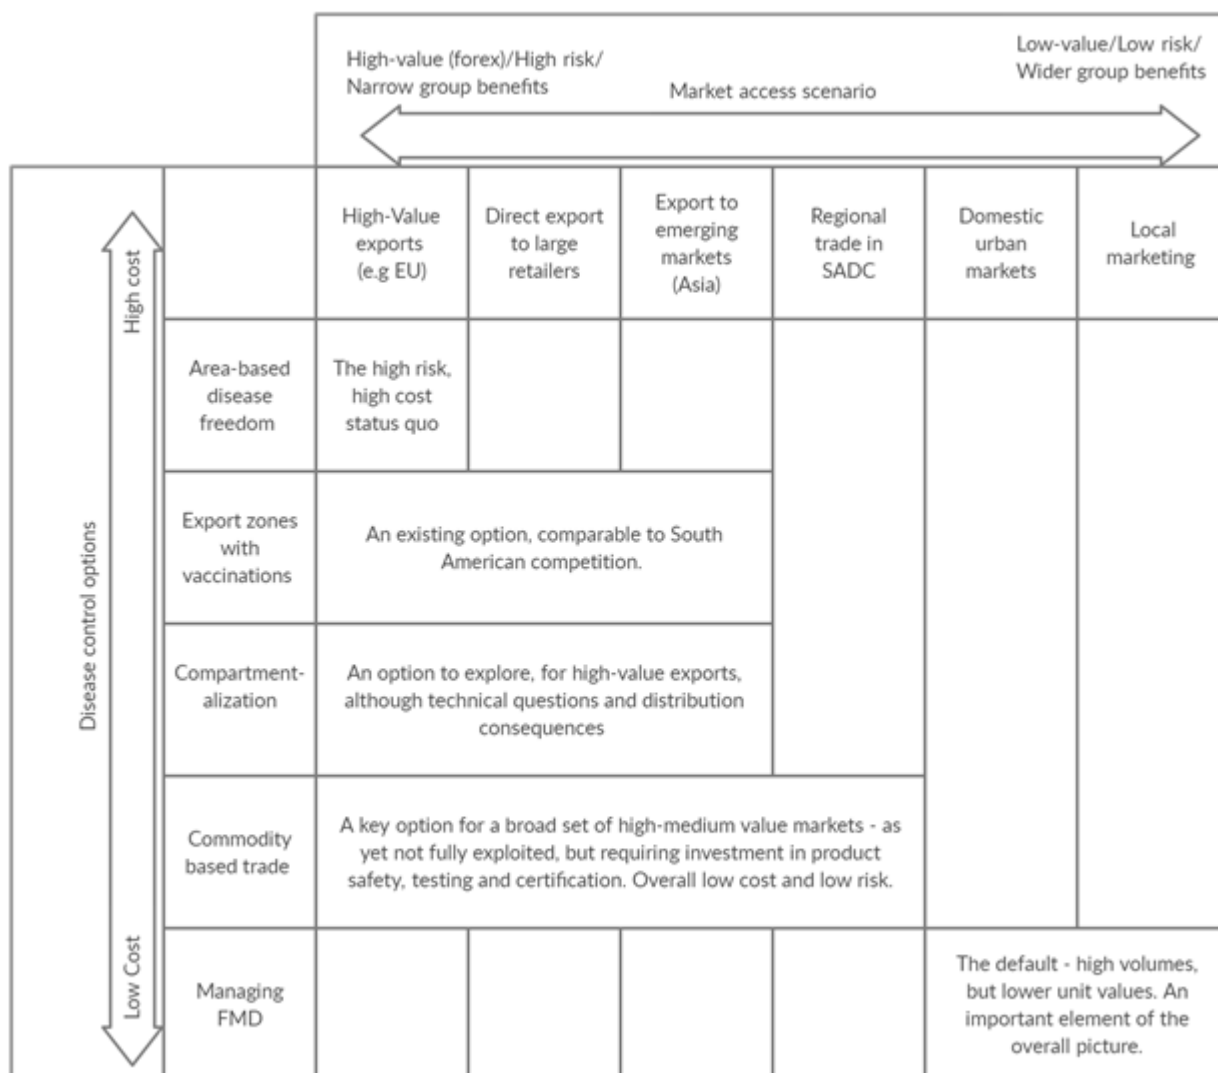 High-value (forex)/High risk/
Narrow group benefits
Market access scenario
Low-value/Low risk/
Wider group benefits
High cost
Disease control options
Low Cost
High-Value
exports
(e.g EU)
Direct export
to large
retailers
Export to
emerging
markets
(Asia)
Regional
trade in
SADC
Domestic
urban
markets
Local
marketing
Area-based
disease
freedom
The high risk,
high cost
status quo
Export zones
with
vaccinations
An existing option, comparable to South
American competition.
Compartment-
alization
An option to explore, for high-value exports,
although technical questions and distribution
consequences
Commodity
based trade
A key option for a broad set of high-medium value markets - as
yet not fully exploited, but requiring investment in product
safety, testing and certification. Overall low cost and low risk.
Managing
FMD
The default - high volumes,
but lower unit values. An
important element of the
overall picture.